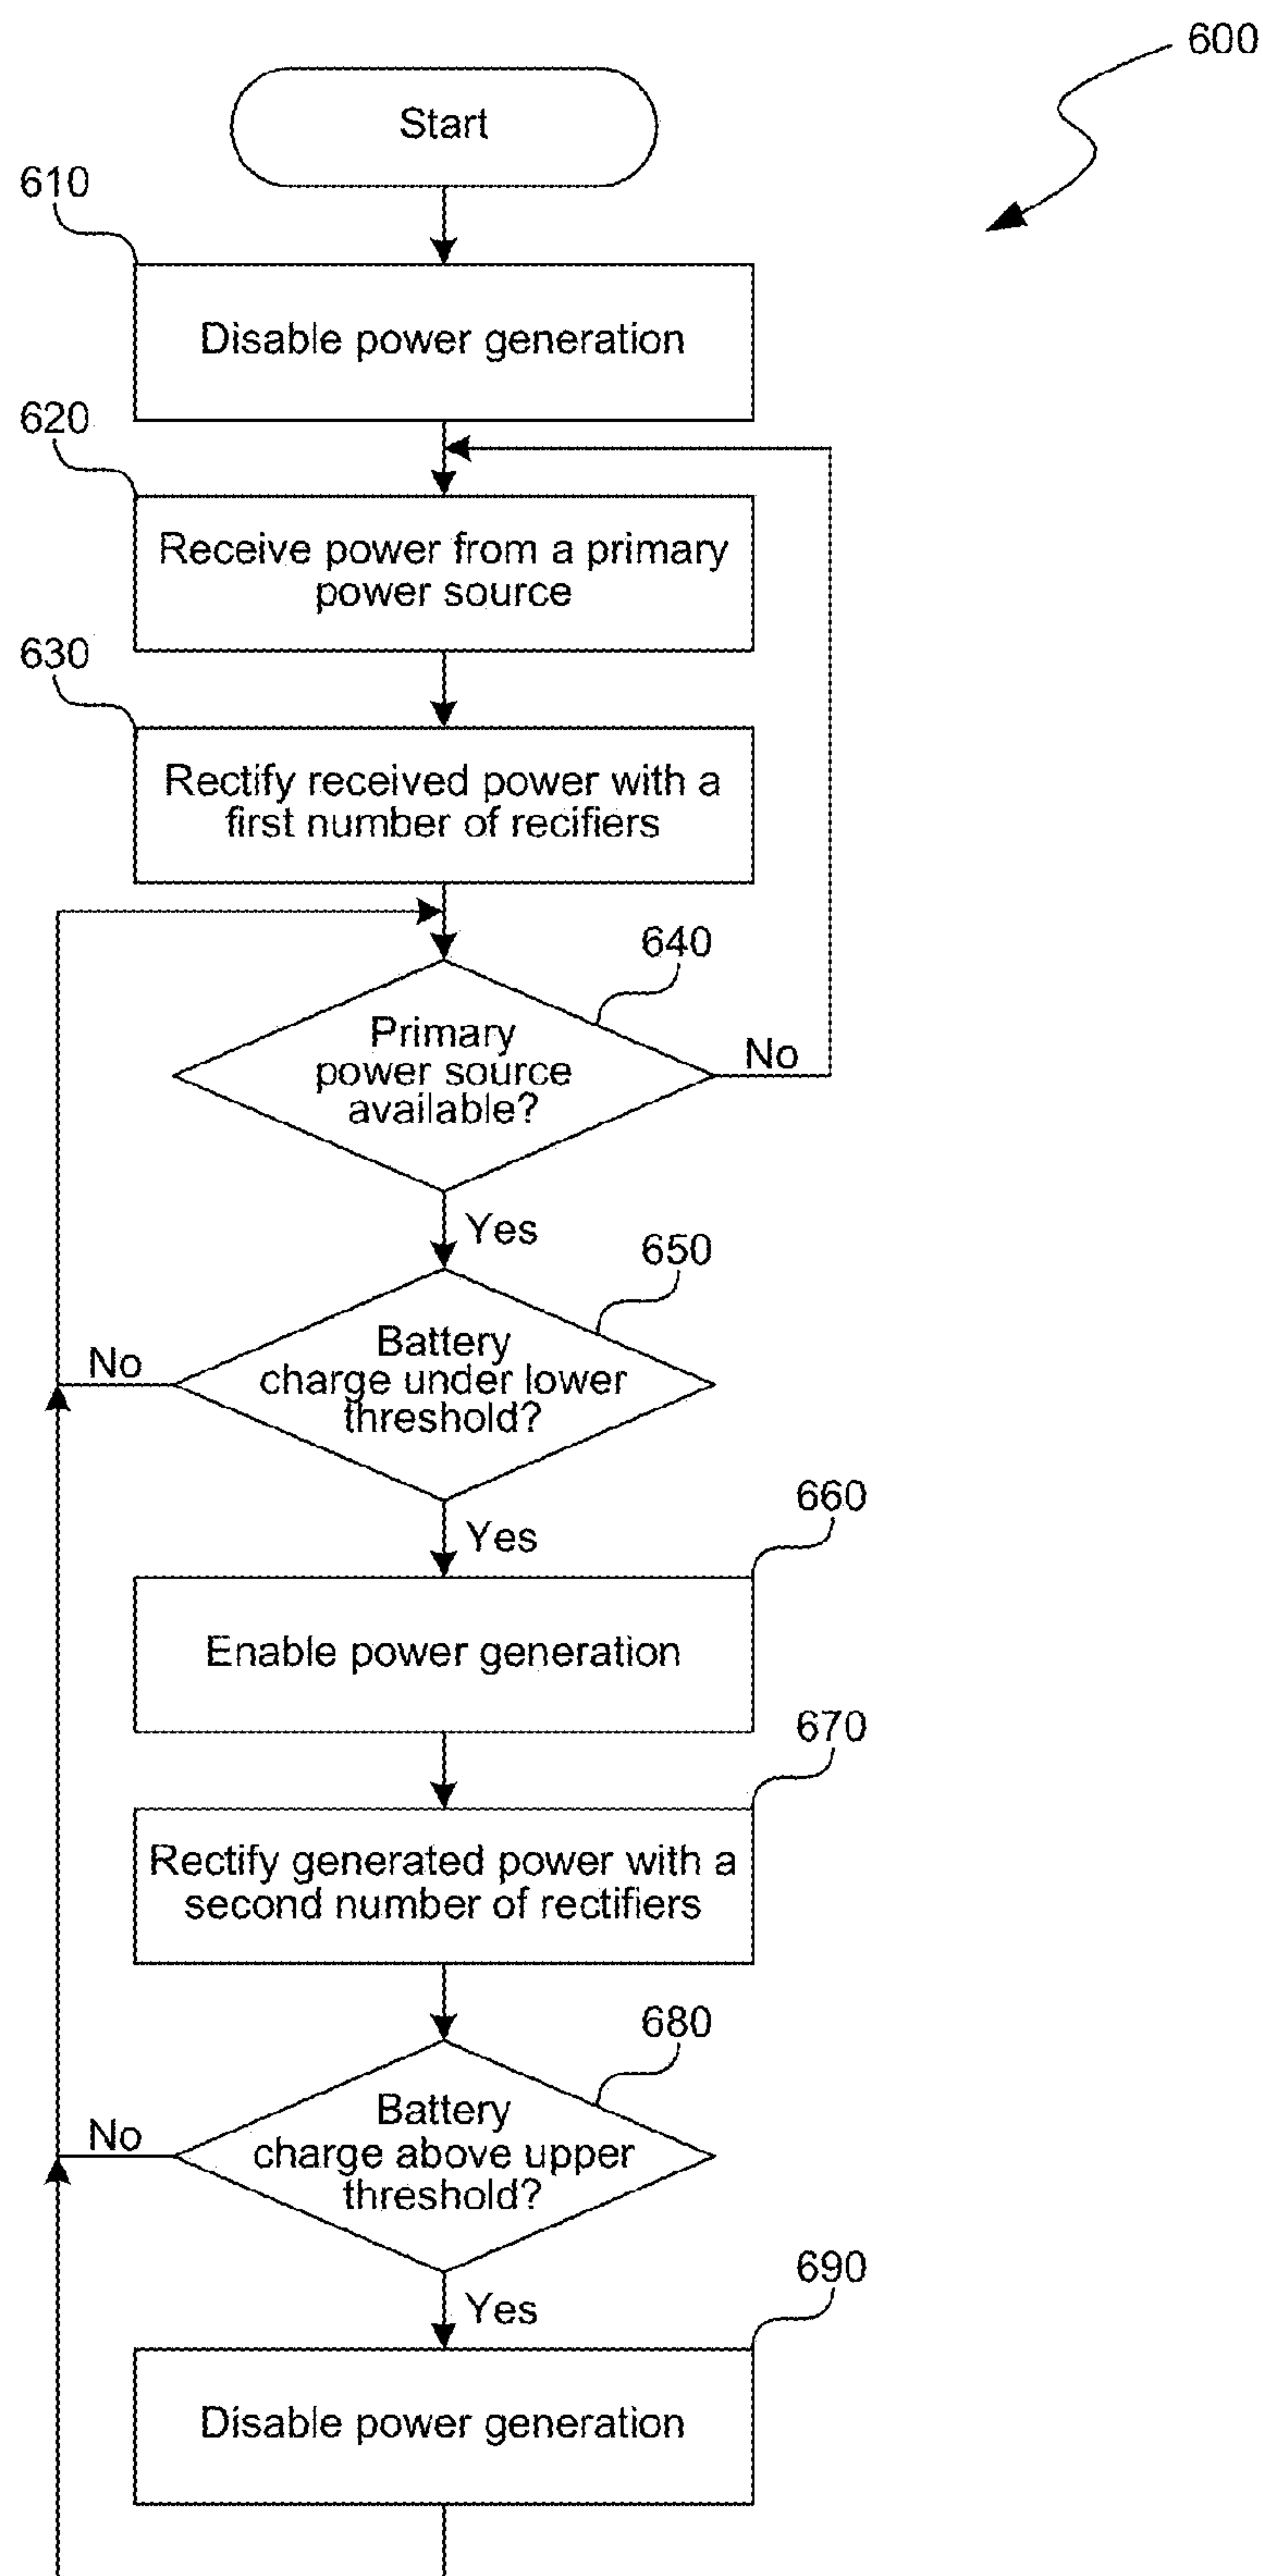 600
Start
610
Disable power generation
620
Receive power from a primary
power source
630
Rectify received power with a
first number of recifiers
640
Primary
power source
available?
No
Yes
650
Battery
charge under lower
threshold?
No
Yes
660
Enable power generation
670
Rectify generated power with a
second number of rectifiers
680
Battery
charge above upper
threshold?
No
Yes
690
Disable power generation